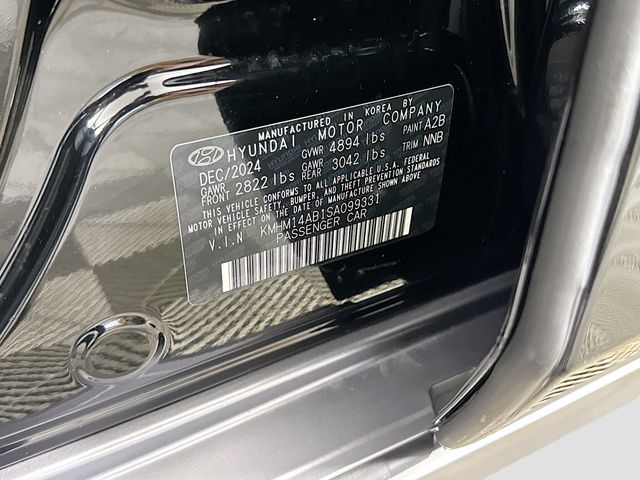 MANUFACTURED IN KOREA BY
HYUNDAI MOTOR COMPANY
DEC/2024 GVWR 4894 lbs PAINT A2B
GAWR FRONT 2822 lbs GAWR REAR 3042 lbs TRIM NNB
THIS VEHICLE CONFORMS TO ALL APPLICABLE U.S.A. FEDERAL
MOTOR VEHICLE SAFETY, BUMPER, AND THEFT PREVENTION STANDARDS
IN EFFECT ON THE DATE OF MANUFACTURE SHOWN ABOVE.
V.I.N KMHM14AB1SA099331
PASSENGER CAR